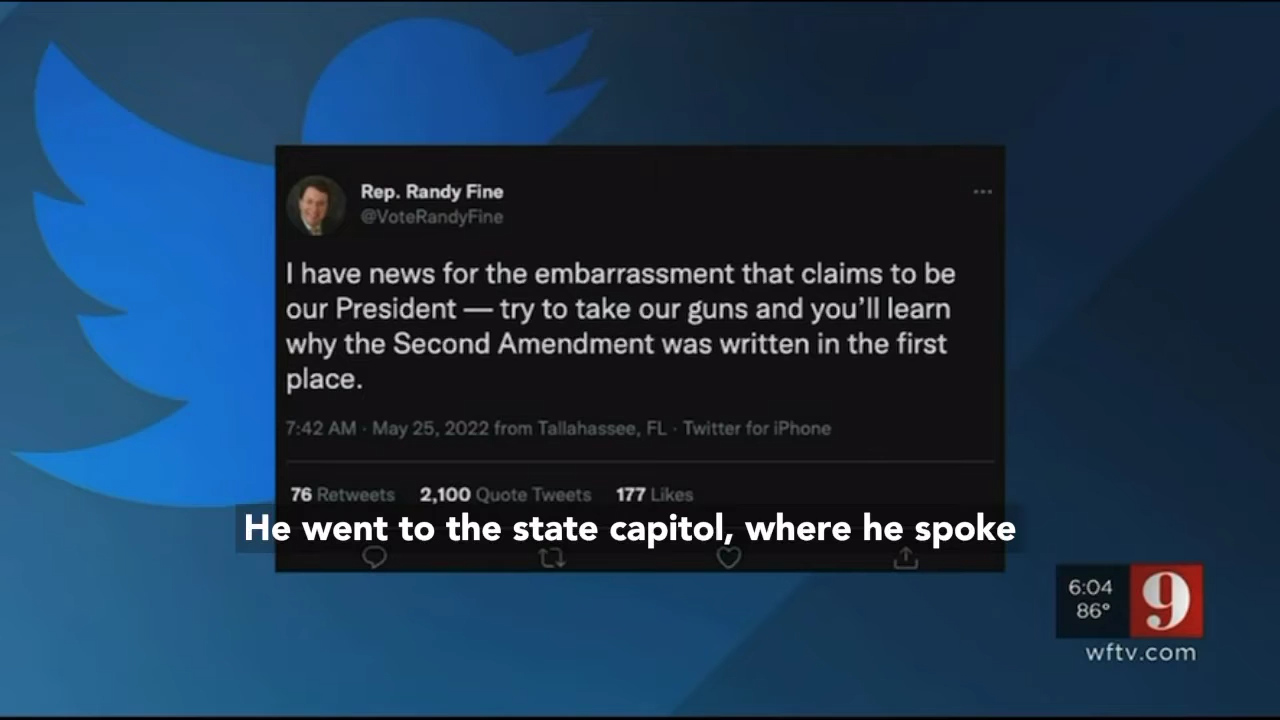 Rep. Randy Fine
@VoteRandyFine
I have news for the embarrassment that claims to be
our President — try to take our guns and you’ll learn
why the Second Amendment was written in the first
place.
7:42 AM · May 25, 2022 from Tallahassee, FL · Twitter for iPhone
76 Retweets 2,100 Quote Tweets 177 Likes
He went to the state capitol, where he spoke
6:04
86°
9
wftv.com